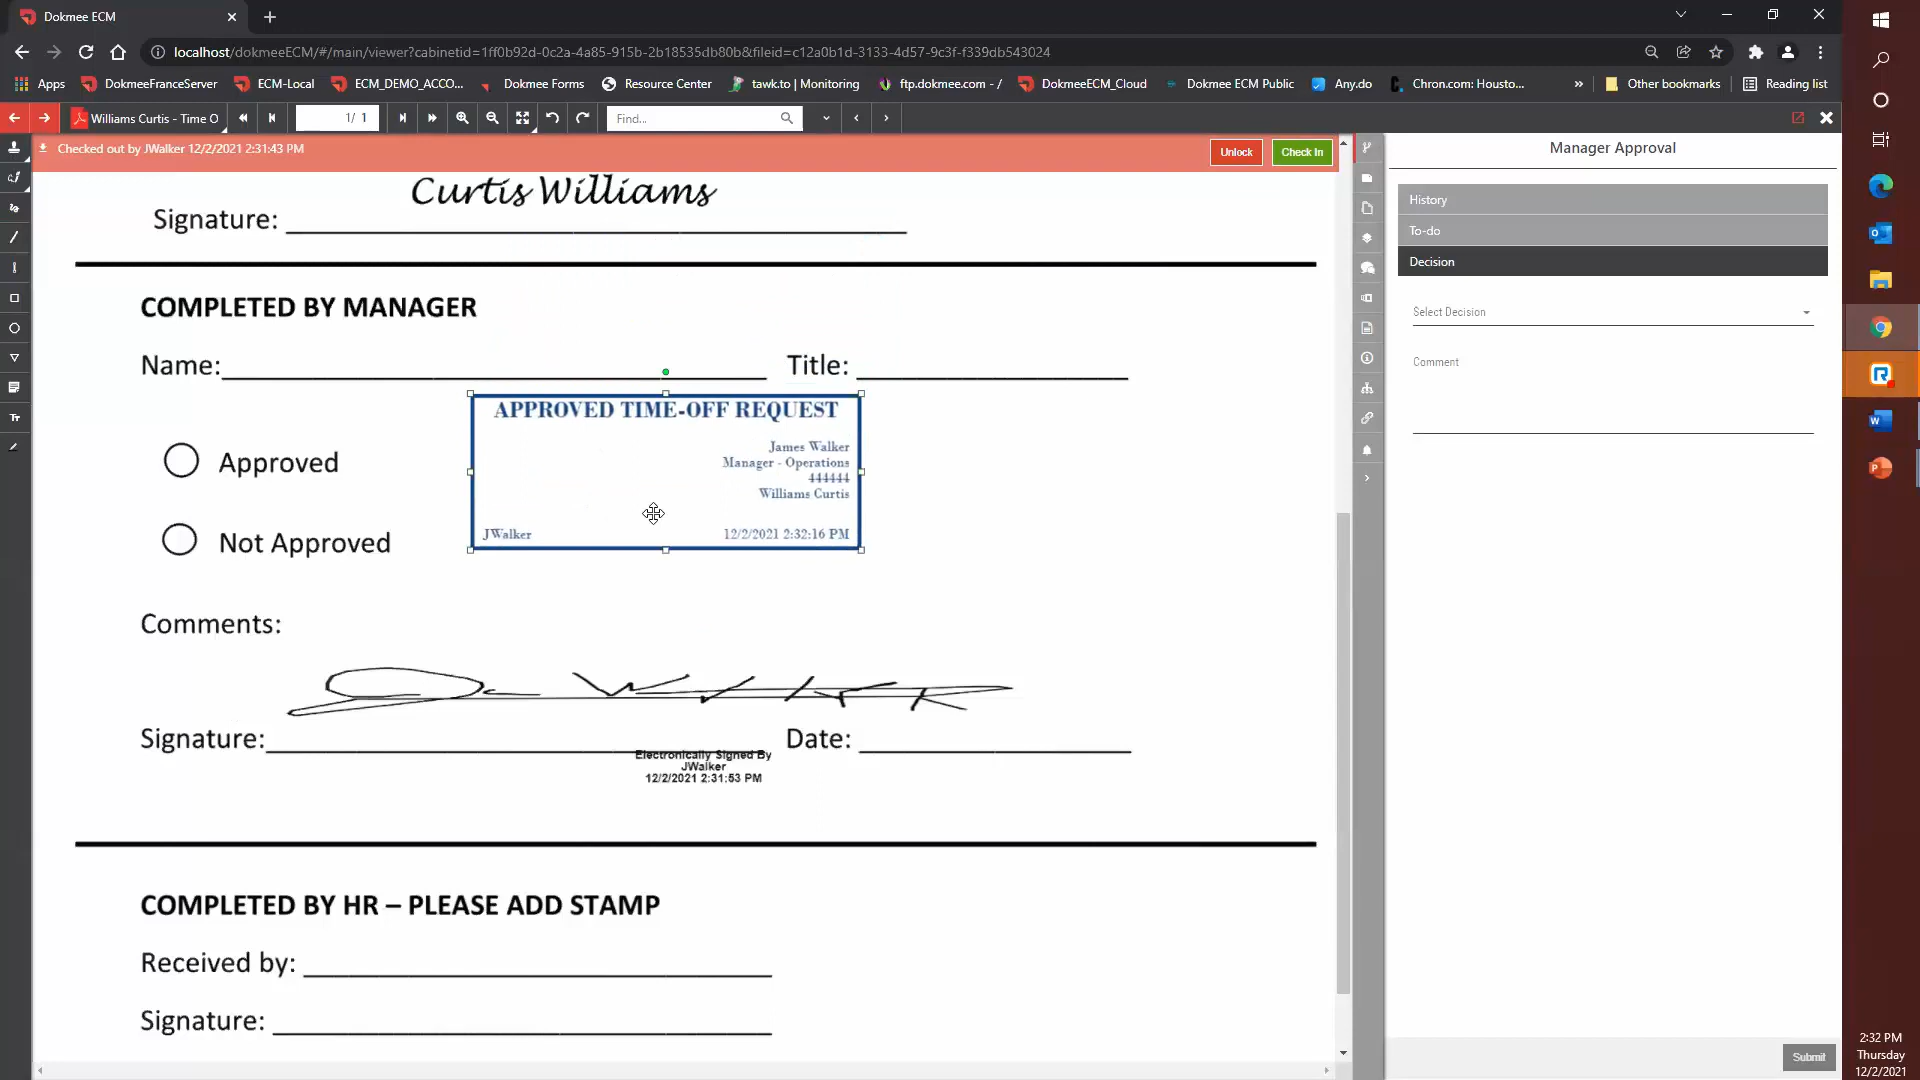 Dokmee ECM
localhost/dokmeeECM/#/main/viewer?cabinetid=1ff0b92d-0c2a-4a85-915b-2b18535db80b&fileid=c12a0b1d-3133-4d57-9c3f-f339db543024
Apps DokmeeFranceServer ECM-Local ECM_DEMO_ACCO... Dokmee Forms Resource Center tawk.to | Monitoring ftp.dokmee.com - / DokmeeECM_Cloud Dokmee ECM Public Any.do Chron.com: Housto... » Other bookmarks Reading list
Williams Curtis - Time O 1/ 1 Find...
Checked out by JWalker 12/2/2021 2:31:43 PM Unlock Check In
Manager Approval
History
To-do
Decision
Select Decision
Comment
Submit
Curtis Williams
Signature:
COMPLETED BY MANAGER
Name: Title:
APPROVED TIME-OFF REQUEST
James Walker
Manager - Operations
444444
Williams Curtis
JWalker 12/2/2021 2:32:16 PM
Approved
Not Approved
Comments:
Signature: Date:
Electronically Signed By
JWalker
12/2/2021 2:31:53 PM
COMPLETED BY HR – PLEASE ADD STAMP
Received by:
Signature:
2:32 PM
Thursday
12/2/2021